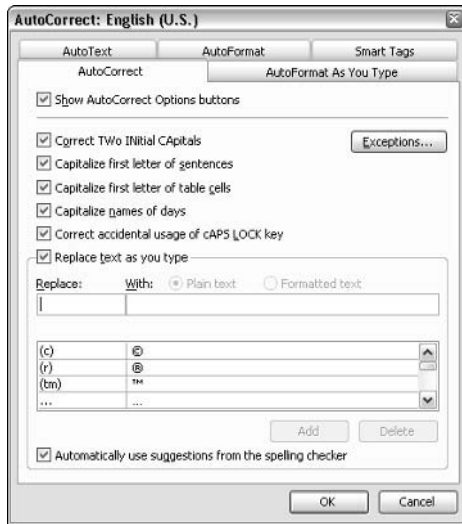 AutoCorrect: English (U.S.)
AutoText AutoFormat Smart Tags
AutoCorrect AutoFormat As You Type
Show AutoCorrect Options buttons
Correct TWo INitial CApitals Exceptions...
Capitalize first letter of sentences
Capitalize first letter of table cells
Capitalize names of days
Correct accidental usage of cAPS LOCK key
Replace text as you type
Replace: With: Plain text Formatted text
(c) ©
(r) ®
(tm) ™
... ...
Add Delete
Automatically use suggestions from the spelling checker
OK Cancel